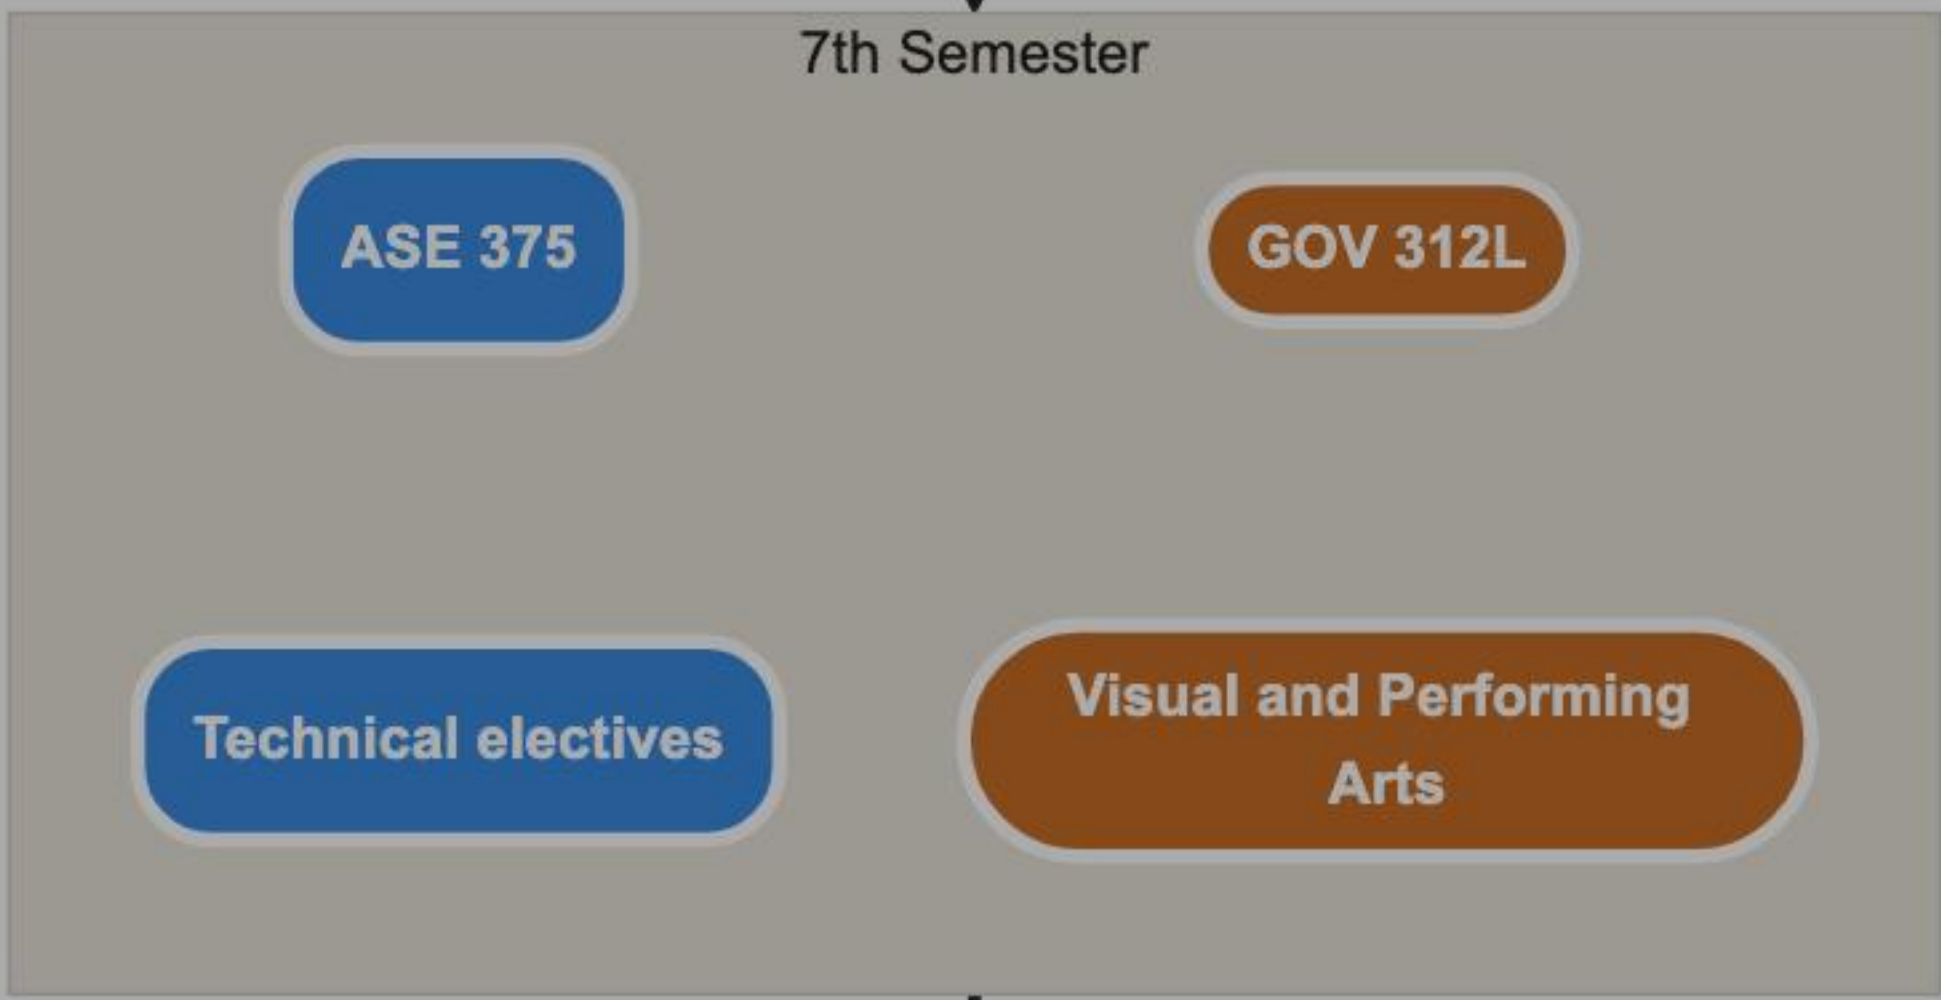 7th Semester
ASE 375
GOV 312L
Technical electives
Visual and Performing
Arts